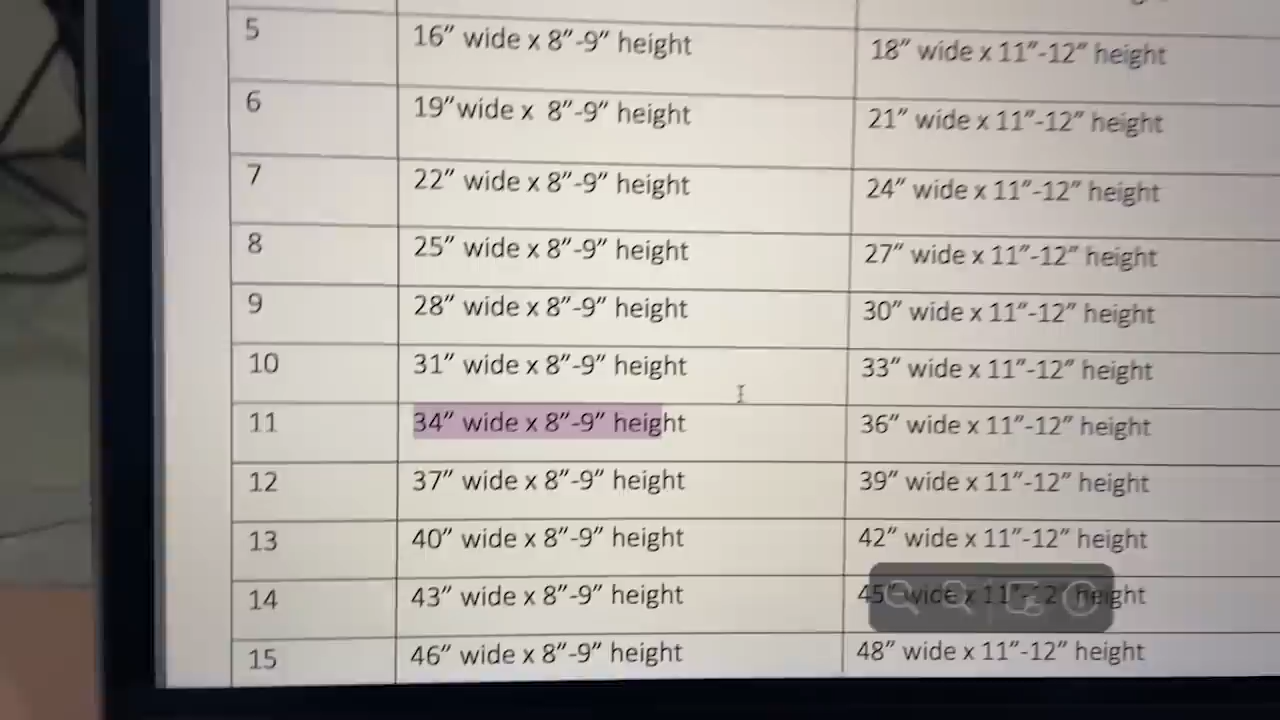 5 16” wide x 8”-9” height 18” wide x 11”-12” height
6 19”wide x 8”-9” height 21” wide x 11”-12” height
7 22” wide x 8”-9” height 24” wide x 11”-12” height
8 25” wide x 8”-9” height 27” wide x 11”-12” height
9 28” wide x 8”-9” height 30” wide x 11”-12” height
10 31” wide x 8”-9” height 33” wide x 11”-12” height
11 34” wide x 8”-9” height 36” wide x 11”-12” height
12 37” wide x 8”-9” height 39” wide x 11”-12” height
13 40” wide x 8”-9” height 42” wide x 11”-12” height
14 43” wide x 8”-9” height 45” wide x 11”-12” height
15 46” wide x 8”-9” height 48” wide x 11”-12” height